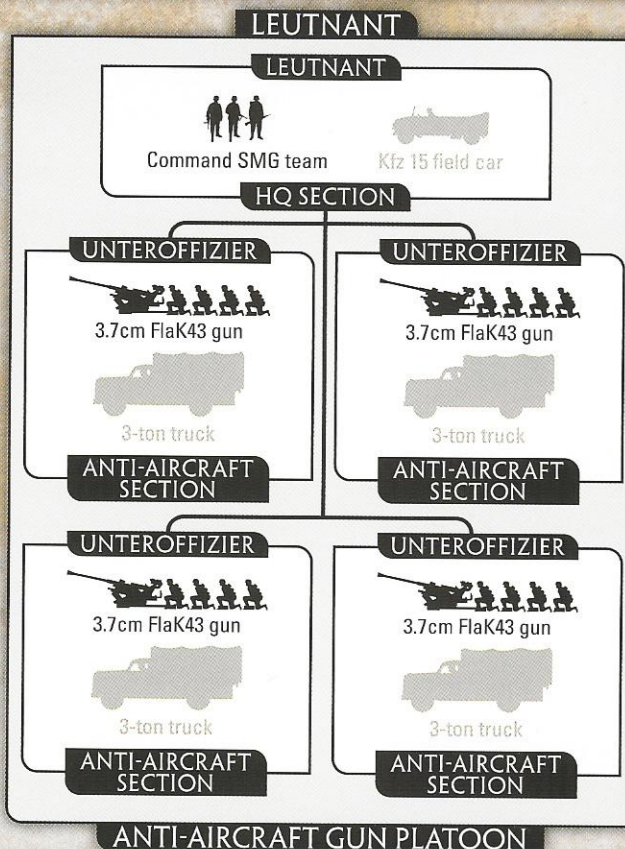 LEUTNANT
LEUTNANT
Command SMG team
Kfz 15 field car
HQ SECTION
UNTEROFFIZIER
3.7cm FlaK43 gun
3-ton truck
ANTI-AIRCRAFT
SECTION
UNTEROFFIZIER
3.7cm FlaK43 gun
3-ton truck
ANTI-AIRCRAFT
SECTION
UNTEROFFIZIER
3.7cm FlaK43 gun
3-ton truck
ANTI-AIRCRAFT
SECTION
UNTEROFFIZIER
3.7cm FlaK43 gun
3-ton truck
ANTI-AIRCRAFT
SECTION
ANTI-AIRCRAFT GUN PLATOON